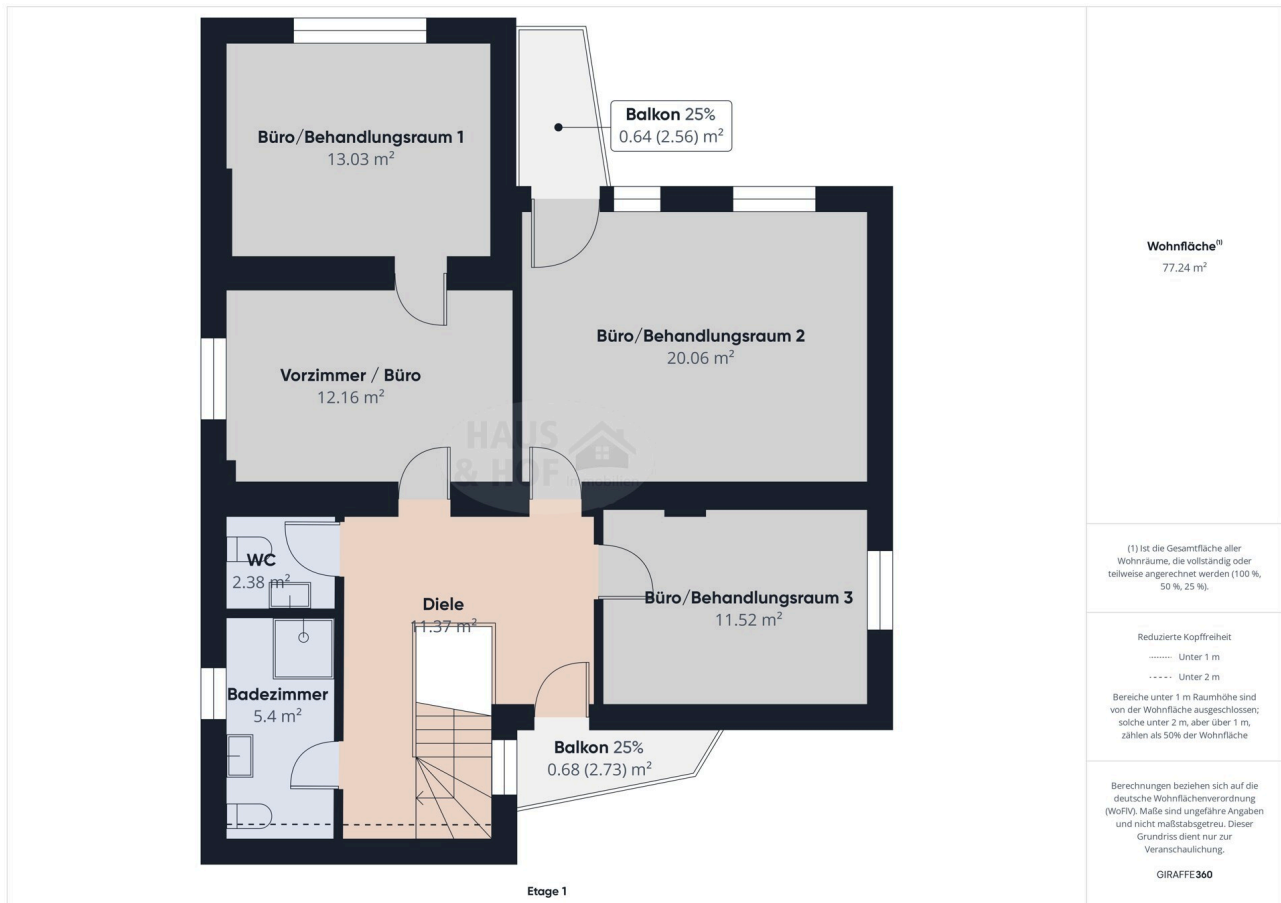 Büro/Behandlungsraum 1
13.03 m²
Balkon 25%
0.64 (2.56) m²
Büro/Behandlungsraum 2
20.06 m²
Vorzimmer / Büro
12.16 m²
HAUS
& HOF Immobilien
WC
2.38 m²
Diele
11.37 m²
Büro/Behandlungsraum 3
11.52 m²
Badezimmer
5.4 m²
Balkon 25%
0.68 (2.73) m²
Etage 1
Wohnfläche(1)
77.24 m²
(1) Ist die Gesamtfläche aller
Wohnräume, die vollständig oder
teilweise angerechnet werden (100 %,
50 %, 25 %).
Reduzierte Kopffreiheit
Unter 1 m
Unter 2 m
Bereiche unter 1 m Raumhöhe sind
von der Wohnfläche ausgeschlossen;
solche unter 2 m, aber über 1 m,
zählen als 50% der Wohnfläche
Berechnungen beziehen sich auf die
deutsche Wohnflächenverordnung
(WoFlV). Maße sind ungefähre Angaben
und nicht maßstabsgetreu. Dieser
Grundriss dient nur zur
Veranschaulichung.
GIRAFFE360